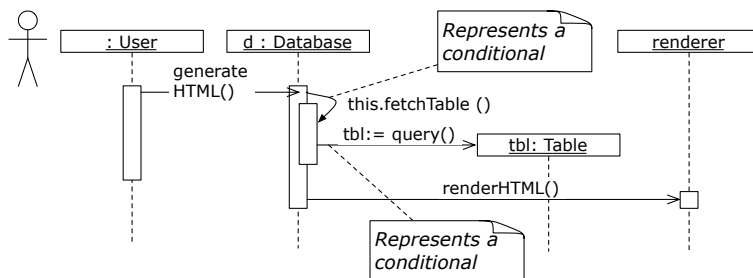 Represents a
conditional
: User
d : Database
renderer
generate
HTML()
this.fetchTable ()
tbl:= query()
tbl: Table
renderHTML()
Represents a
conditional